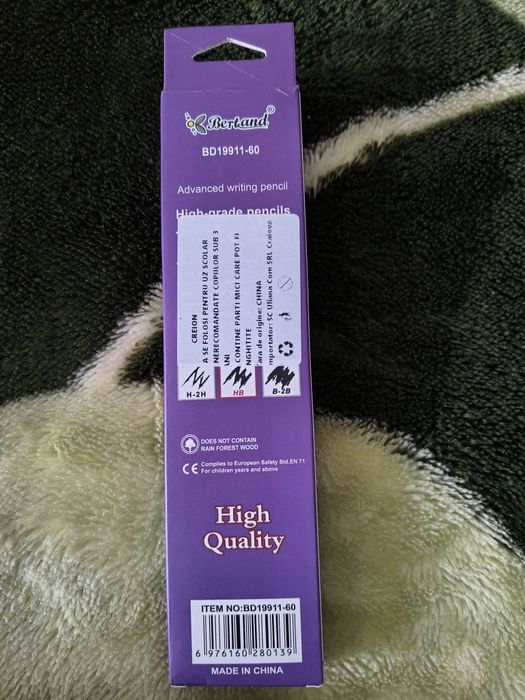 Bertand®
BD19911-60
Advanced writing pencil
High-grade pencils
CREION
A SE FOLOSI PENTRU UZ SCOLAR
NERECOMANDATE COPIILOR SUB 3
ANI
CONTINE PARTI MICI CARE POT FI
NGHITITE
ara de origine: CHINA
mportator: SC Uliana Com SRL Craiova
H-2H
HB
B-2B
DOES NOT CONTAIN
RAIN FOREST WOOD
CE Complies to European Safety Std.EN 71
For children years and above
High
Quality
ITEM NO:BD19911-60
6 976160 280139
MADE IN CHINA